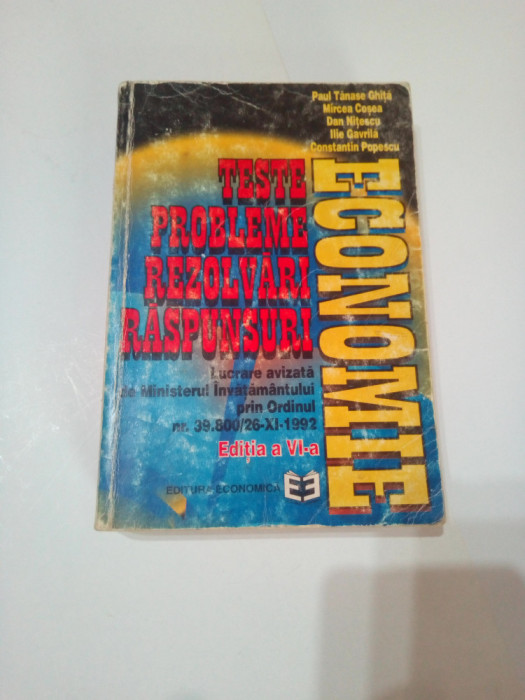 Paul Tănase Ghiţă
Mircea Coşea
Dan Niţescu
Ilie Gavrilă
Constantin Popescu
ECONOMIE
TESTE
PROBLEME
REZOLVĂRI
RĂSPUNSURI
Lucrare avizată
de Ministerul Învăţământului
prin Ordinul
nr. 39.800/26-XI-1992
Editia a VI-a
EDITURA ECONOMICĂ